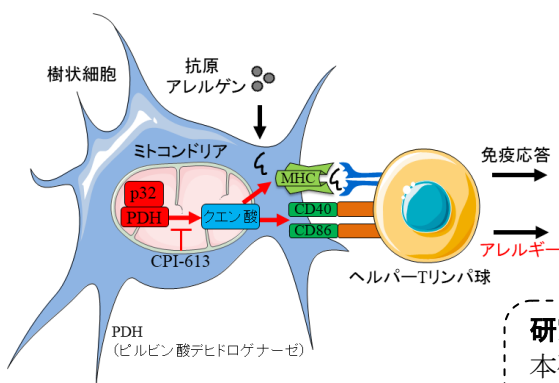 樹状細胞
抗原
アレルゲン
ミトコンドリア
p32
PDH
クエン酸
CPI-613
MHC
CD40
CD86
ヘルパーTリンパ球
免疫応答
アレルギー
PDH
(ピルビン酸デヒドロゲナーゼ)
本